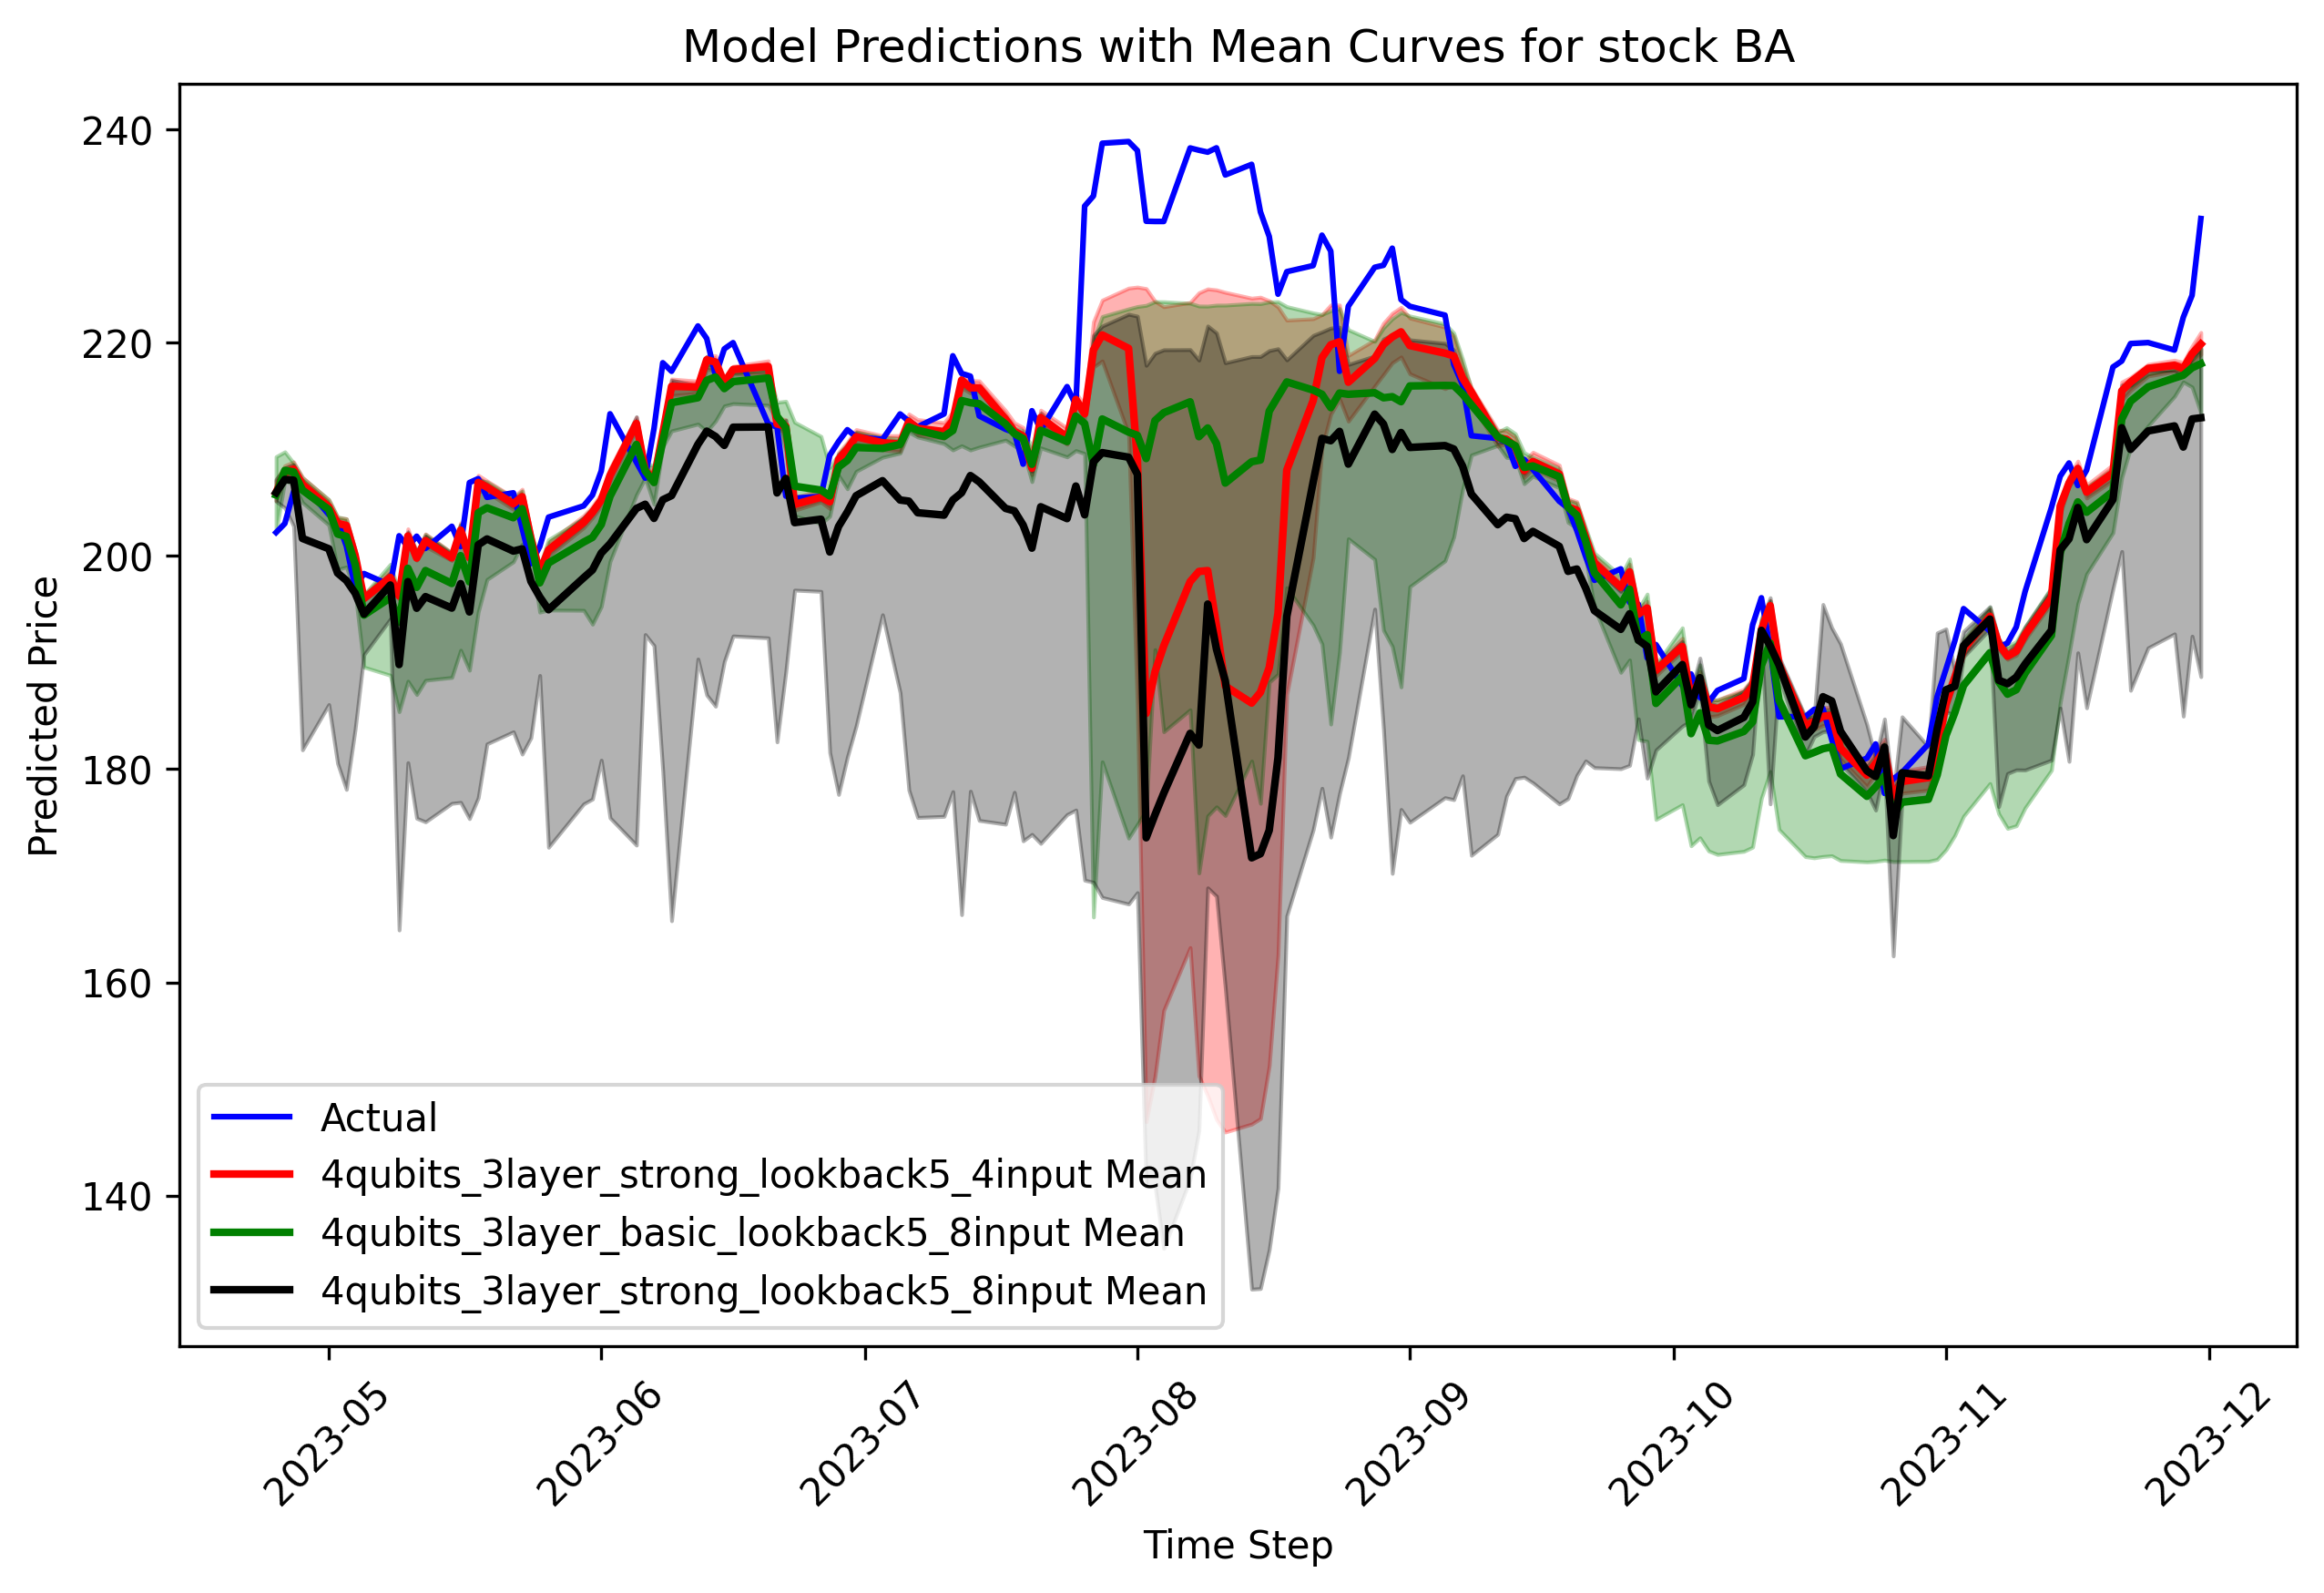 Model Predictions with Mean Curves for stock BA
Predicted Price
240
220
200
180
160
140
Actual
4qubits_3layer_strong_lookback5_4input Mean
4qubits_3layer_basic_lookback5_8input Mean
4qubits_3layer_strong_lookback5_8input Mean
2023-05
2023-06
2023-07
2023-08
2023-09
2023-10
2023-11
2023-12
Time Step